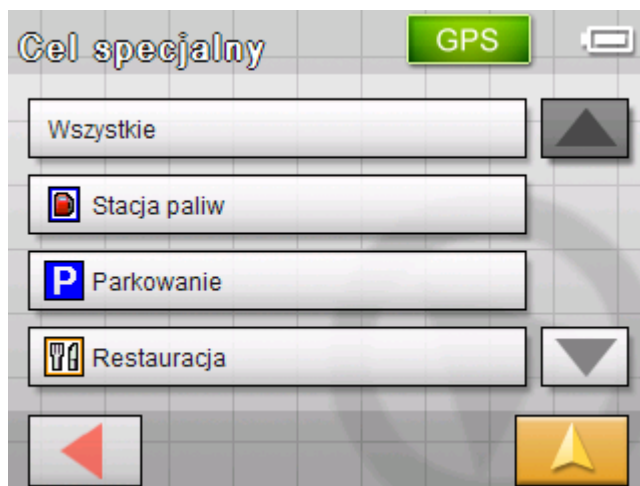 Cel specjalny
GPS
Wszystkie
Stacja paliw
P Parkowanie
Restauracja